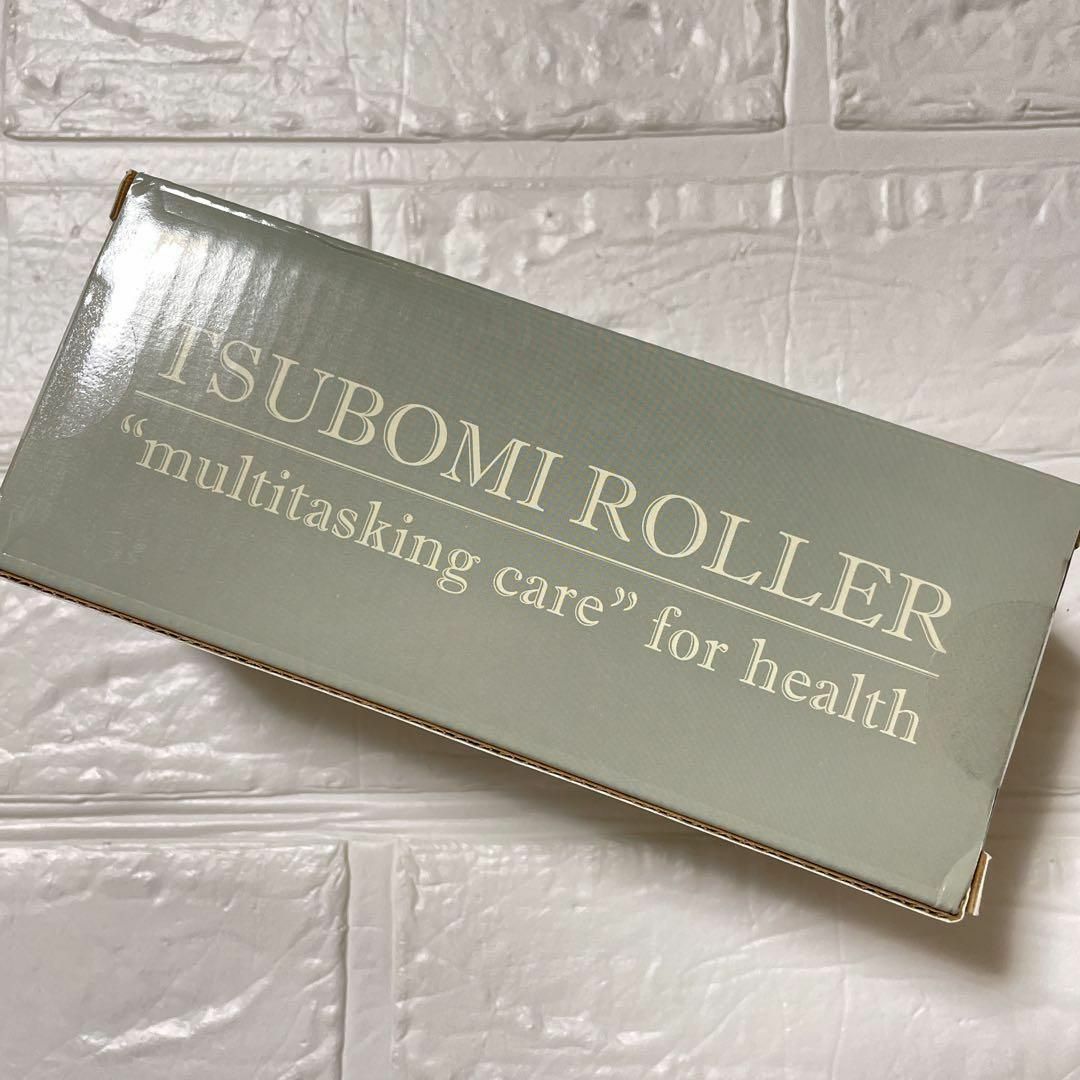 TSUBOMI ROLLER
“multitasking care” for health